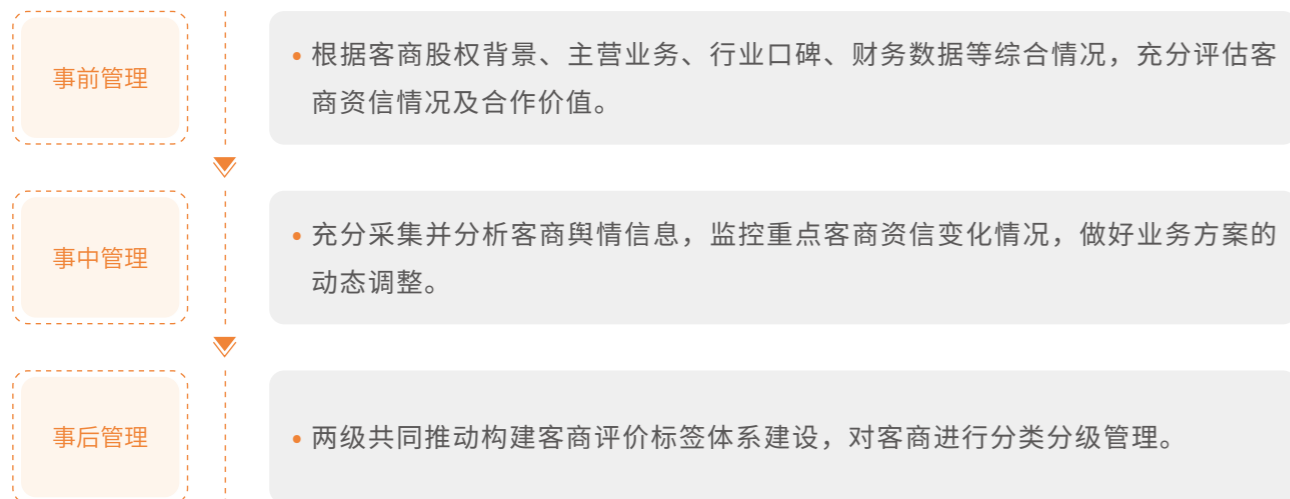 事前管理
• 根据客商股权背景、主营业务、行业口碑、财务数据等综合情况，充分评估客
商资信情况及合作价值。
事中管理
• 充分采集并分析客商舆情信息，监控重点客商资信变化情况，做好业务方案的
动态调整。
事后管理
• 两级共同推动构建客商评价标签体系建设，对客商进行分类分级管理。